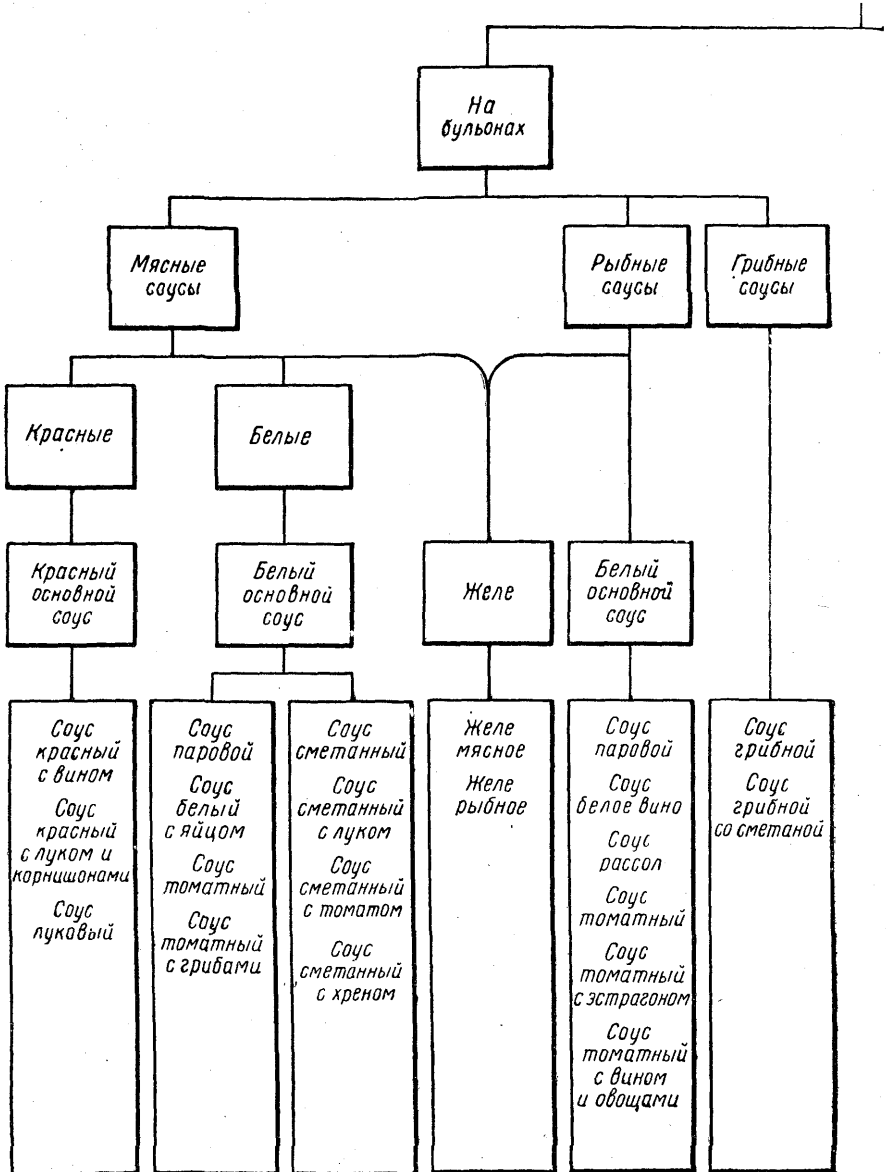 На
бульонах
Мясные
соусы
Рыбные
соусы
Грибные
соусы
Красные
Белые
Красный
основной
соус
Белый
основной
соус
Желе
Белый
основной
соус
Соус
красный
с вином
Соус
красный
с луком и
корнишонами
Соус
луковый
Соус
паровой
Соус
белый
с яйцом
Соус
томатный
Соус
томатный
с грибами
Соус
сметанный
Соус
сметанный
с луком
Соус
сметанный
с томатом
Соус
сметанный
с хреном
Желе
мясное
Желе
рыбное
Соус
паровой
Соус
белое вино
Соус
рассол
Соус
томатный
Соус
томатный
с эстрагоном
Соус
томатный
с вином
и овощами
Соус
грибной
Соус
грибной
со сметаной